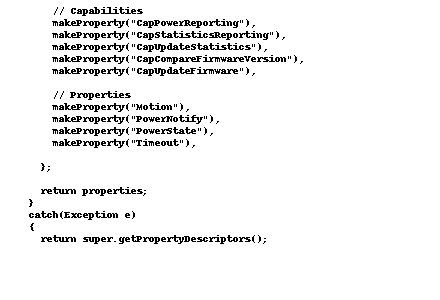 // Capabilities
makeProperty("CapPowerReporting"),
makeProperty("CapStatisticsReporting"),
makeProperty("CapUpdateStatistics"),
makeProperty("CapCompareFirmwareVersion"),
makeProperty("CapUpdateFirmware"),
// Properties
makeProperty("Motion"),
makeProperty("PowerNotify"),
makeProperty("PowerState"),
makeProperty("Timeout"),
};
return properties;
}
catch(Exception e)
{
return super.getPropertyDescriptors();